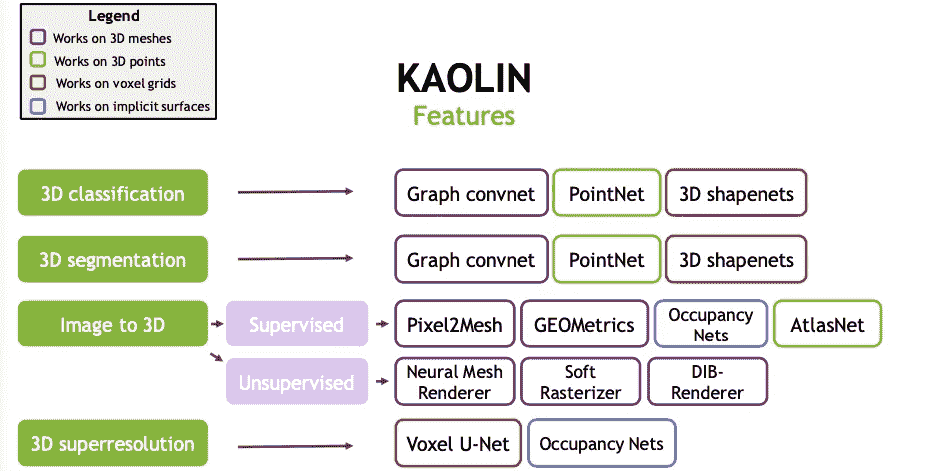 Legend
Works on 3D meshes
Works on 3D points
Works on voxel grids
Works on implicit surfaces
KAOLIN
Features
3D classification
Graph convnet
PointNet
3D shapenets
3D segmentation
Graph convnet
PointNet
3D shapenets
Image to 3D
Supervised
Pixel2Mesh
GEOMetrics
Occupancy
Nets
AtlasNet
Unsupervised
Neural Mesh
Renderer
Soft
Rasterizer
DIB-
Renderer
3D superresolution
Voxel U-Net
Occupancy Nets